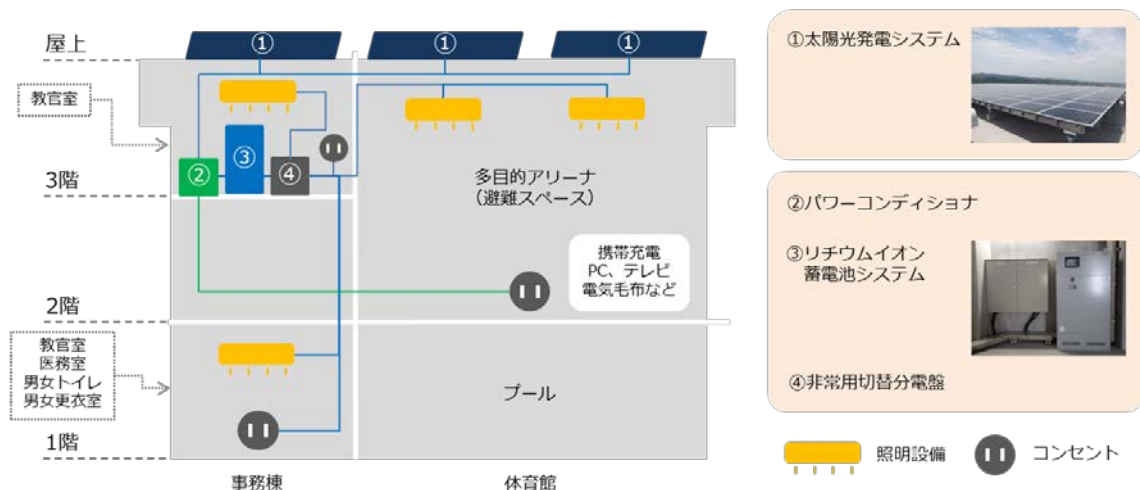 屋上
①
①
①
教官室
②
③
④
3階
多目的アリーナ
(避難スペース)
携帯充電
PC、テレビ
電気毛布など
2階
教官室
医務室
男女トイレ
男女更衣室
プール
1階
事務棟
体育館
①太陽光発電システム
②パワーコンディショナ
③リチウムイオン
蓄電池システム
④非常用切替分電盤
照明設備
コンセント